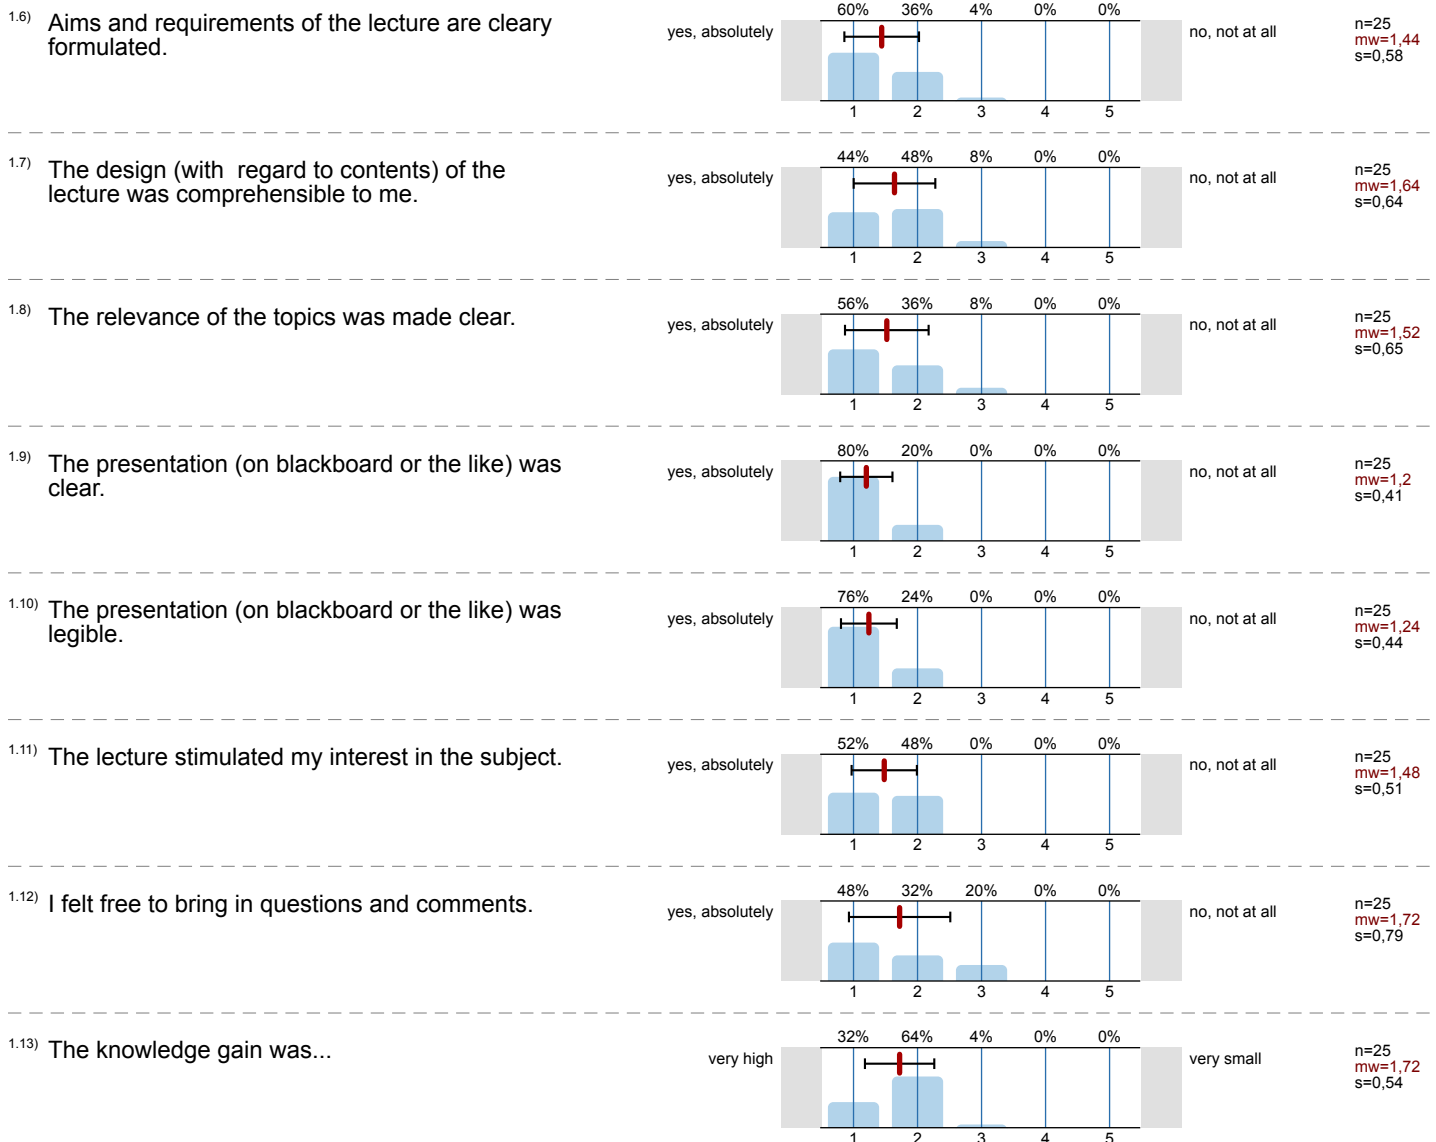 1.6) Aims and requirements of the lecture are cleary
formulated.
yes, absolutely
60% 36% 4% 0% 0%
1 2 3 4 5
no, not at all
n=25
mw=1,44
s=0,58
1.7) The design (with  regard to contents) of the
lecture was comprehensible to me.
yes, absolutely
44% 48% 8% 0% 0%
1 2 3 4 5
no, not at all
n=25
mw=1,64
s=0,64
1.8) The relevance of the topics was made clear.
yes, absolutely
56% 36% 8% 0% 0%
1 2 3 4 5
no, not at all
n=25
mw=1,52
s=0,65
1.9) The presentation (on blackboard or the like) was
clear.
yes, absolutely
80% 20% 0% 0% 0%
1 2 3 4 5
no, not at all
n=25
mw=1,2
s=0,41
1.10) The presentation (on blackboard or the like) was
legible.
yes, absolutely
76% 24% 0% 0% 0%
1 2 3 4 5
no, not at all
n=25
mw=1,24
s=0,44
1.11) The lecture stimulated my interest in the subject.
yes, absolutely
52% 48% 0% 0% 0%
1 2 3 4 5
no, not at all
n=25
mw=1,48
s=0,51
1.12) I felt free to bring in questions and comments.
yes, absolutely
48% 32% 20% 0% 0%
1 2 3 4 5
no, not at all
n=25
mw=1,72
s=0,79
1.13) The knowledge gain was...
very high
32% 64% 4% 0% 0%
1 2 3 4 5
very small
n=25
mw=1,72
s=0,54